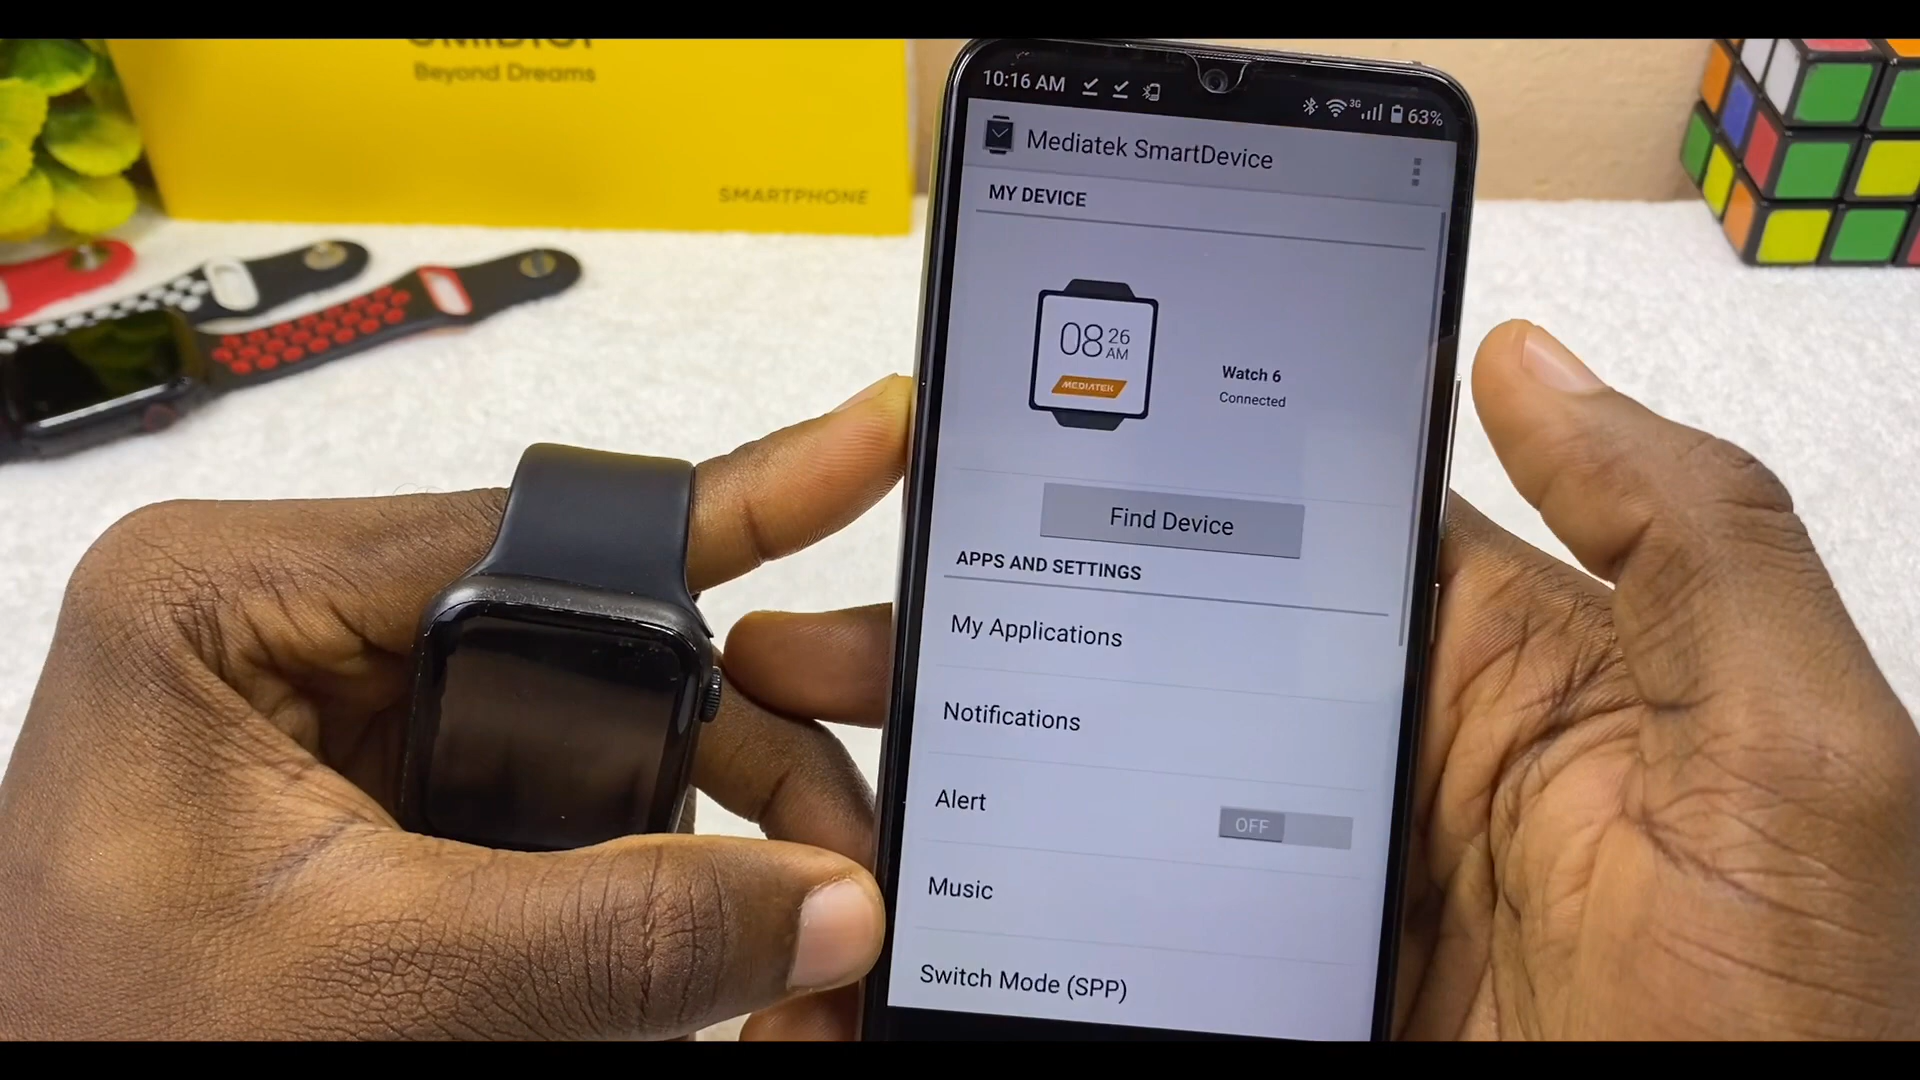 Beyond Dreams
SMARTPHONE
10:16 AM
3G
63%
Mediatek SmartDevice
MY DEVICE
08 26
AM
MEDIATEK
Watch 6
Connected
Find Device
APPS AND SETTINGS
My Applications
Notifications
Alert
OFF
Music
Switch Mode (SPP)